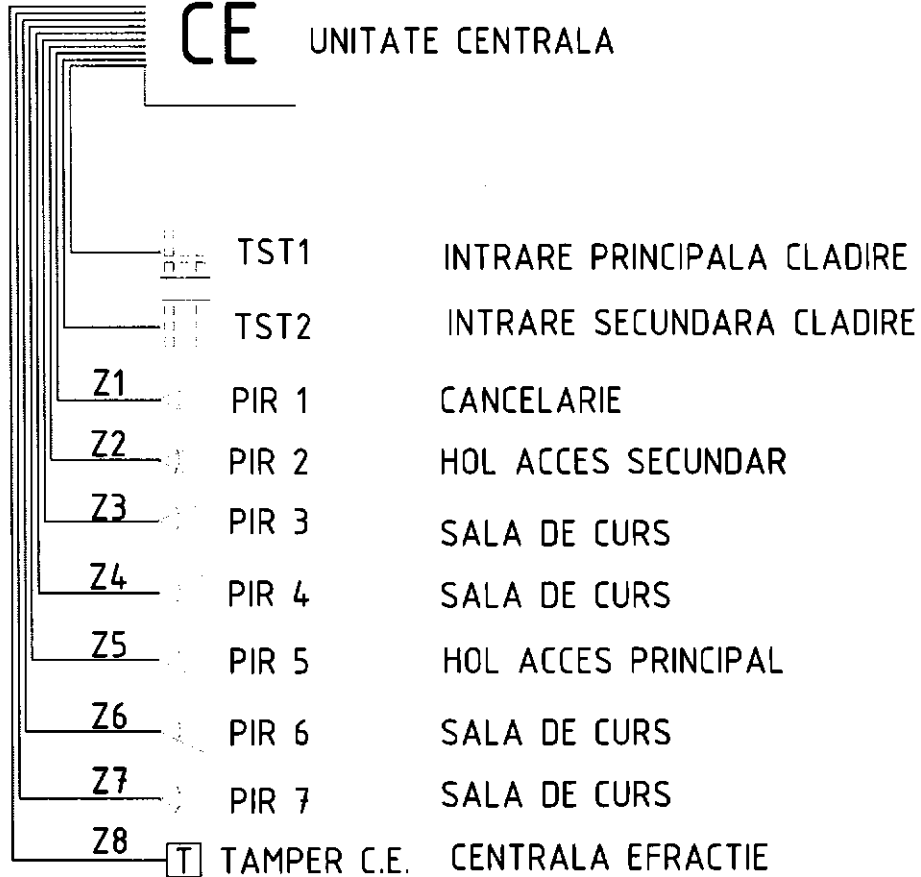 CE UNITATE CENTRALA
TST1 INTRARE PRINCIPALA CLADIRE
TST2 INTRARE SECUNDARA CLADIRE
Z1 PIR 1 CANCELARIE
Z2 PIR 2 HOL ACCES SECUNDAR
Z3 PIR 3 SALA DE CURS
Z4 PIR 4 SALA DE CURS
Z5 PIR 5 HOL ACCES PRINCIPAL
Z6 PIR 6 SALA DE CURS
Z7 PIR 7 SALA DE CURS
Z8 T TAMPER C.E. CENTRALA EFRACTIE